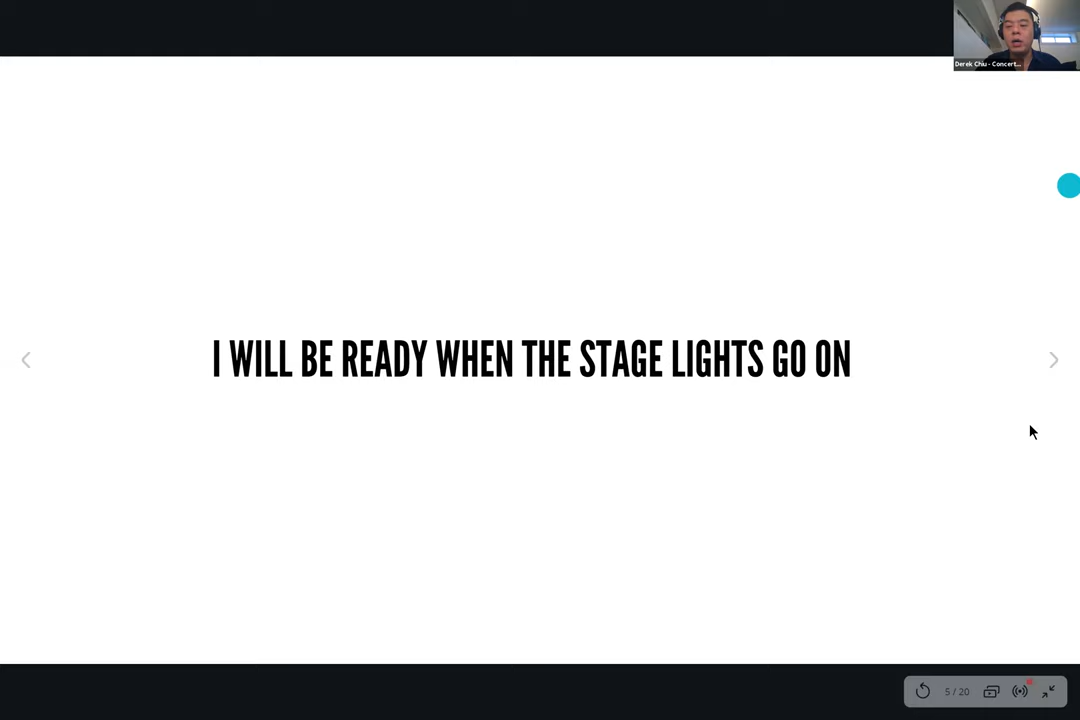 Derek Chiu - Concert...
I WILL BE READY WHEN THE STAGE LIGHTS GO ON
5 / 20